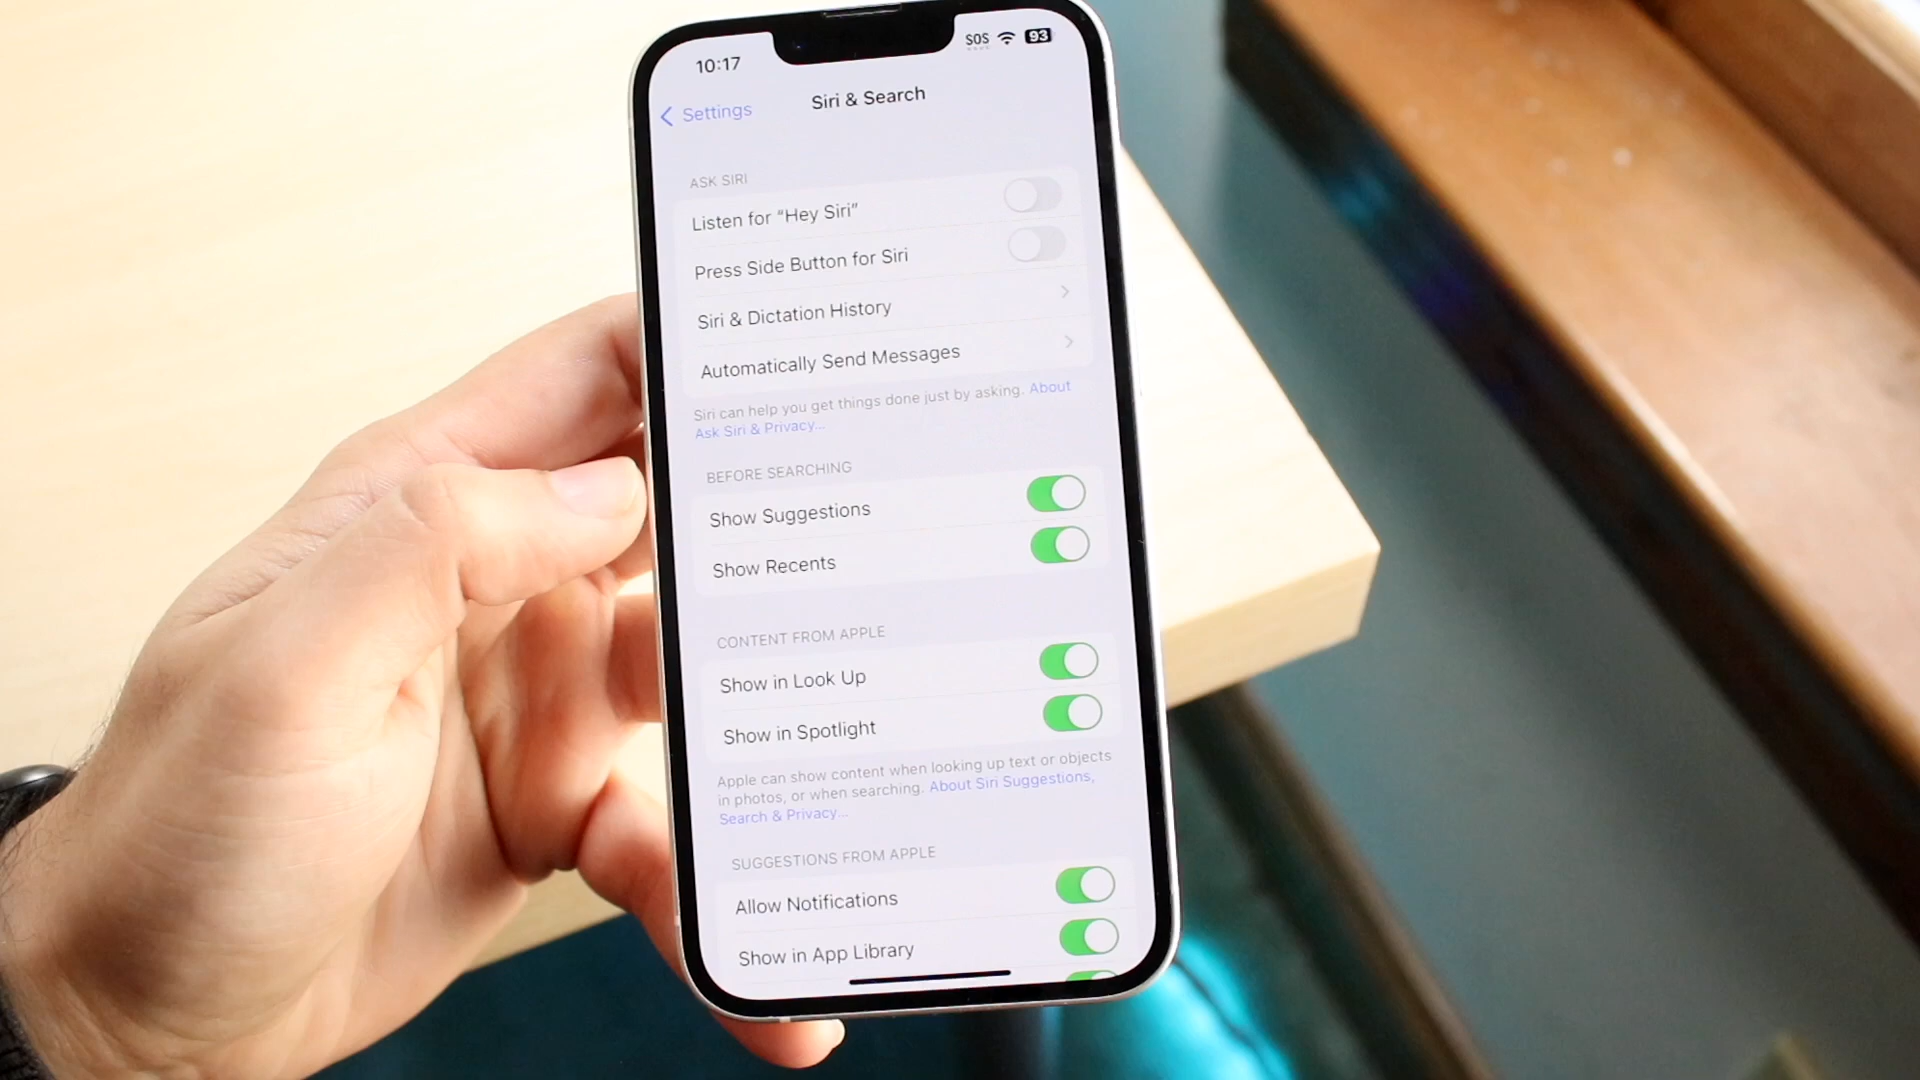 10:17
SOS 93
Settings
Siri & Search
ASK SIRI
Listen for “Hey Siri”
Press Side Button for Siri
Siri & Dictation History
Automatically Send Messages
Siri can help you get things done just by asking. About
Ask Siri & Privacy...
BEFORE SEARCHING
Show Suggestions
Show Recents
CONTENT FROM APPLE
Show in Look Up
Show in Spotlight
Apple can show content when looking up text or objects
in photos, or when searching. About Siri Suggestions,
Search & Privacy...
SUGGESTIONS FROM APPLE
Allow Notifications
Show in App Library